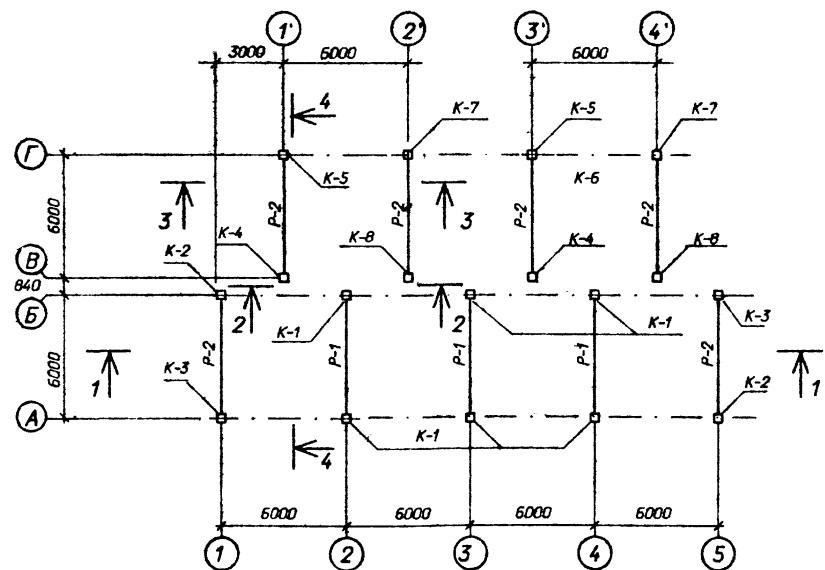 1' 2' 3' 4'
3000 6000 6000
4
К-7 К-5 К-7
Г
К-5 К-6
3 3
6000
Р-2 Р-2 Р-2 Р-2
К-4 К-8 К-4 К-8
К-2
В
840
Б
2 2
К-1 К-1 К-3
1 1
6000
Р-2 Р-1 Р-1 Р-1 Р-2
К-3 К-2
А
К-1
4
6000 6000 6000 6000
1 2 3 4 5